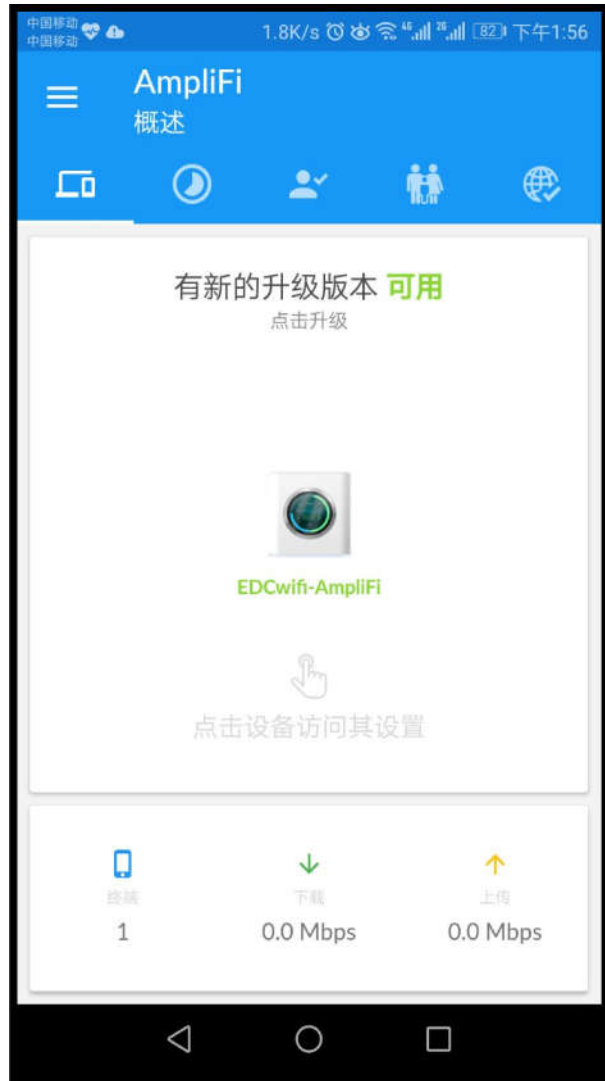 中国移动
中国移动
1.8K/s 4G 2G 82 下午1:56
AmpliFi
概述
有新的升级版本 可用
点击升级
EDCwifi-AmpliFi
点击设备访问其设置
终端 下载 上传
1 0.0 Mbps 0.0 Mbps